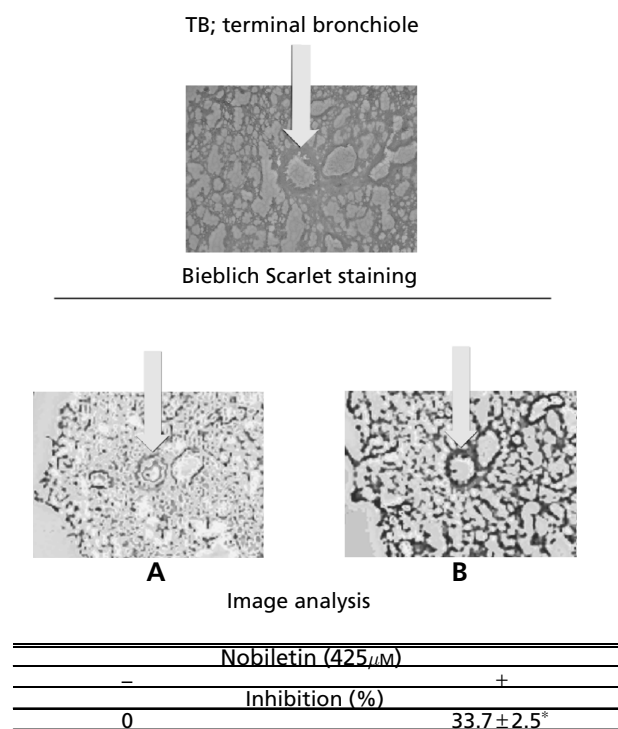 TB; terminal bronchiole
Bieblich Scarlet staining
A B
Image analysis
Nobiletin (425μM)
– +
Inhibition (%)
0 33.7±2.5*